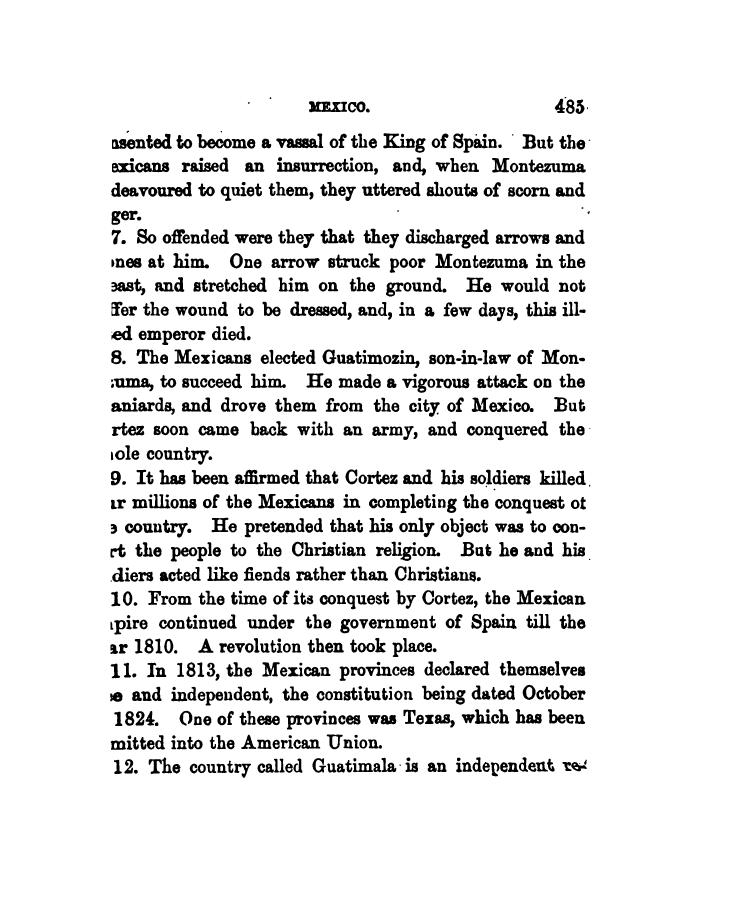 MEXICO. 485
nsented to become a vassal of the King of Spain. But the
exicans raised an insurrection, and, when Montezuma
deavoured to quiet them, they uttered shouts of scorn and
ger.
7. So offended were they that they discharged arrows and
nes at him. One arrow struck poor Montezuma in the
east, and stretched him on the ground. He would not
ffer the wound to be dressed, and, in a few days, this ill-
ed emperor died.
8. The Mexicans elected Guatimozin, son-in-law of Mon-
uma, to succeed him. He made a vigorous attack on the
aniards, and drove them from the city of Mexico. But
rtez soon came back with an army, and conquered the
ole country.
9. It has been affirmed that Cortez and his soldiers killed
ur millions of the Mexicans in completing the conquest of
e country. He pretended that his only object was to con-
rt the people to the Christian religion. But he and his
diers acted like fiends rather than Christians.
10. From the time of its conquest by Cortez, the Mexican
pire continued under the government of Spain till the
ar 1810. A revolution then took place.
11. In 1813, the Mexican provinces declared themselves
e and independent, the constitution being dated October
1824. One of these provinces was Texas, which has been
mitted into the American Union.
12. The country called Guatimala is an independent re-